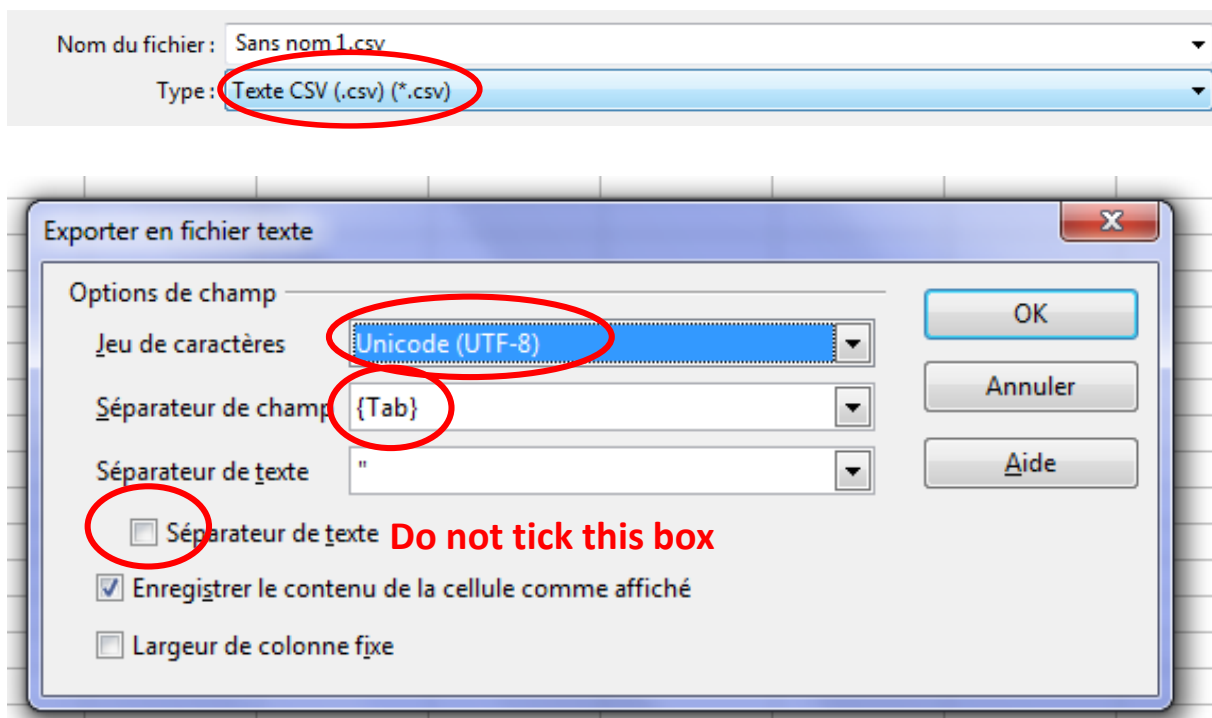 Nom du fichier : Sans nom 1.csv
Type : Texte CSV (.csv) (*.csv)
Exporter en fichier texte
Options de champ
Jeu de caractères Unicode (UTF-8)
Séparateur de champ {Tab}
Séparateur de texte "
Séparateur de texte Do not tick this box
Enregistrer le contenu de la cellule comme affiché
Largeur de colonne fixe
OK
Annuler
Aide